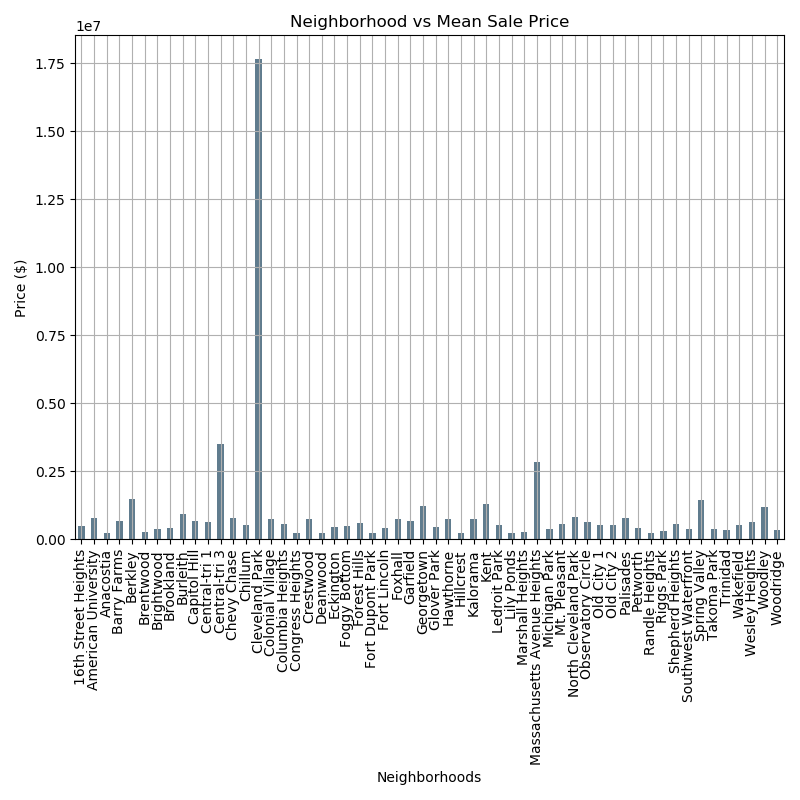 Neighborhood vs Mean Sale Price
1e7
1.75
1.50
1.25
1.00
0.75
0.50
0.25
0.00
Price ($)
16th Street Heights
American University
Anacostia
Barry Farms
Berkley
Brentwood
Brightwood
Brookland
Burleith
Capitol Hill
Central-tri 1
Central-tri 3
Chevy Chase
Chillum
Cleveland Park
Colonial Village
Columbia Heights
Congress Heights
Crestwood
Deanwood
Eckington
Foggy Bottom
Forest Hills
Fort Dupont Park
Fort Lincoln
Foxhall
Garfield
Georgetown
Glover Park
Hawthorne
Hillcrest
Kalorama
Kent
Ledroit Park
Lily Ponds
Marshall Heights
Massachusetts Avenue Heights
Michigan Park
Mt. Pleasant
North Cleveland Park
Observatory Circle
Old City 1
Old City 2
Palisades
Petworth
Randle Heights
Riggs Park
Shepherd Heights
Southwest Waterfront
Spring Valley
Takoma Park
Trinidad
Wakefield
Wesley Heights
Woodley
Woodridge
Neighborhoods